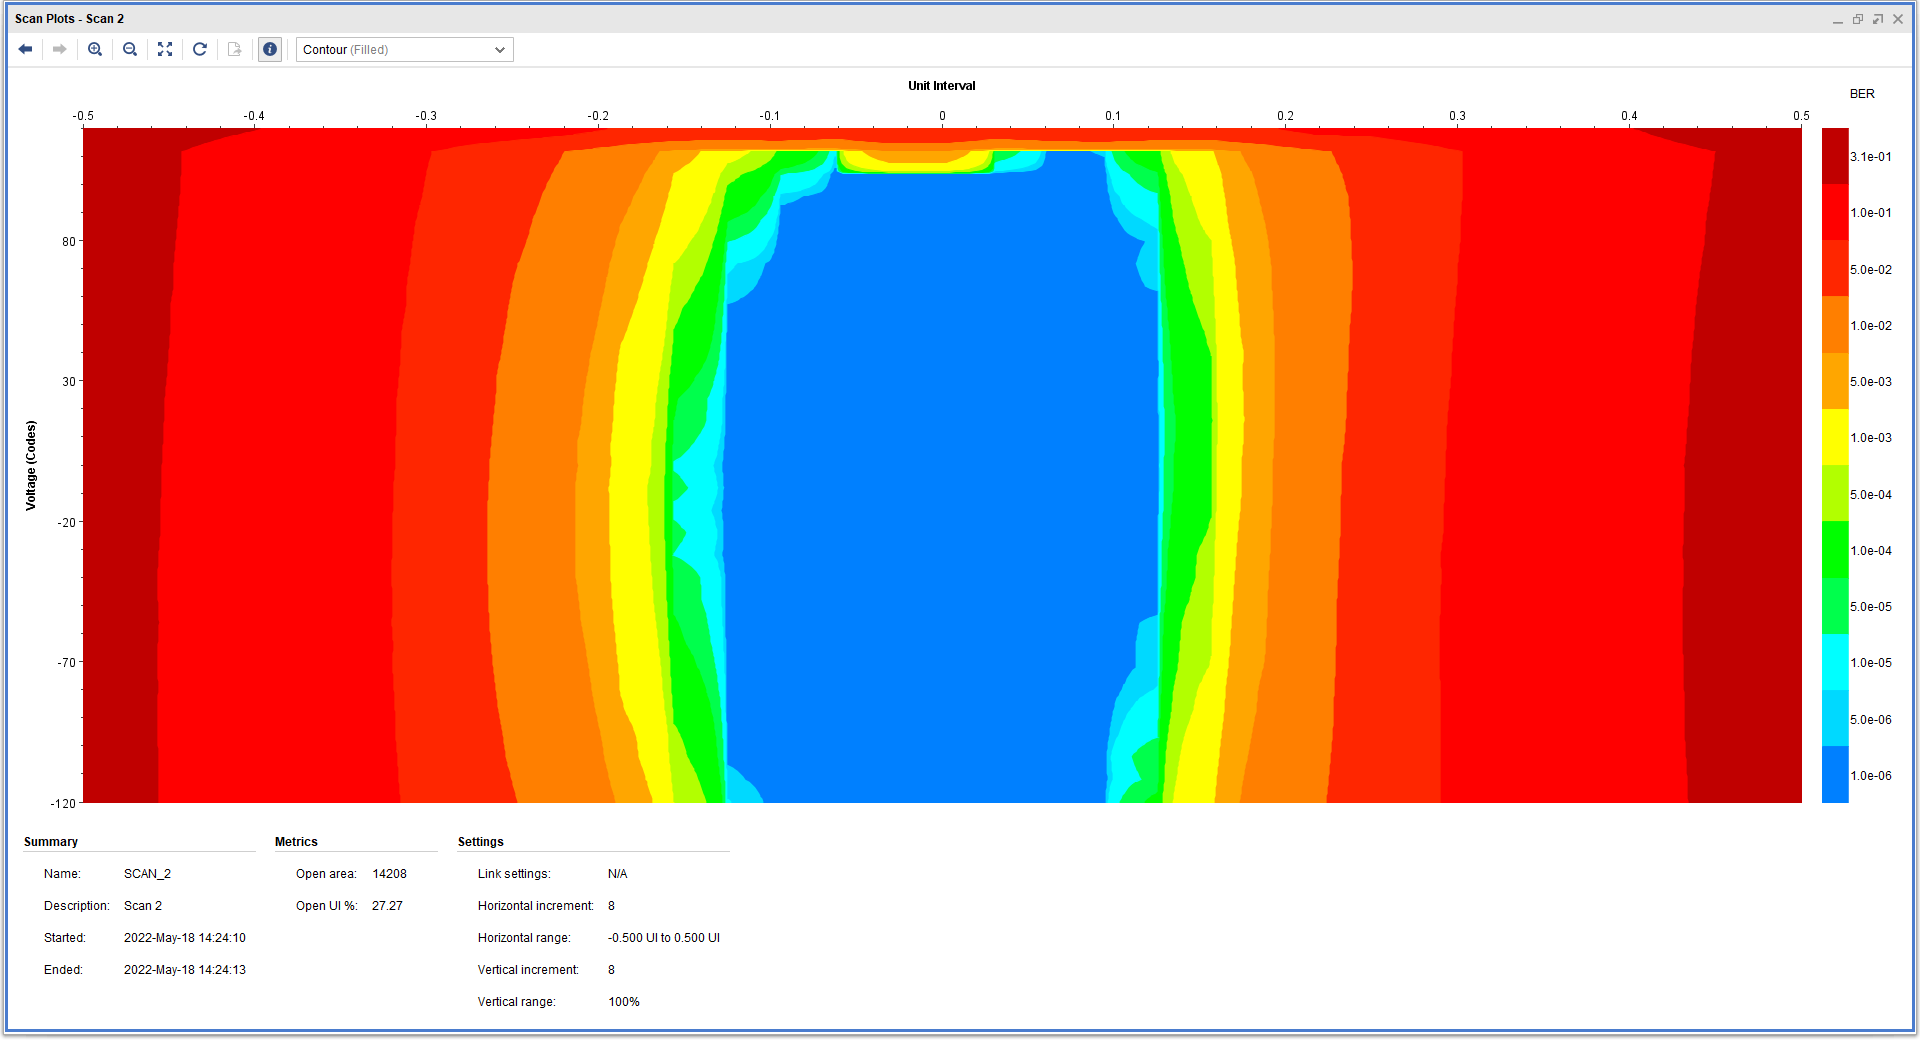 Scan Plots - Scan 2
Contour (Filled)
Unit Interval
BER
-0.5 -0.4 -0.3 -0.2 -0.1 0 0.1 0.2 0.3 0.4 0.5
3.1e-01
1.0e-01
80
5.0e-02
1.0e-02
30
5.0e-03
1.0e-03
Voltage (Codes)
5.0e-04
-20
1.0e-04
5.0e-05
-70
1.0e-05
5.0e-06
1.0e-06
-120
Summary
Name: SCAN_2
Description: Scan 2
Started: 2022-May-18 14:24:10
Ended: 2022-May-18 14:24:13
Metrics
Open area: 14208
Open UI %: 27.27
Settings
Link settings: N/A
Horizontal increment: 8
Horizontal range: -0.500 UI to 0.500 UI
Vertical increment: 8
Vertical range: 100%